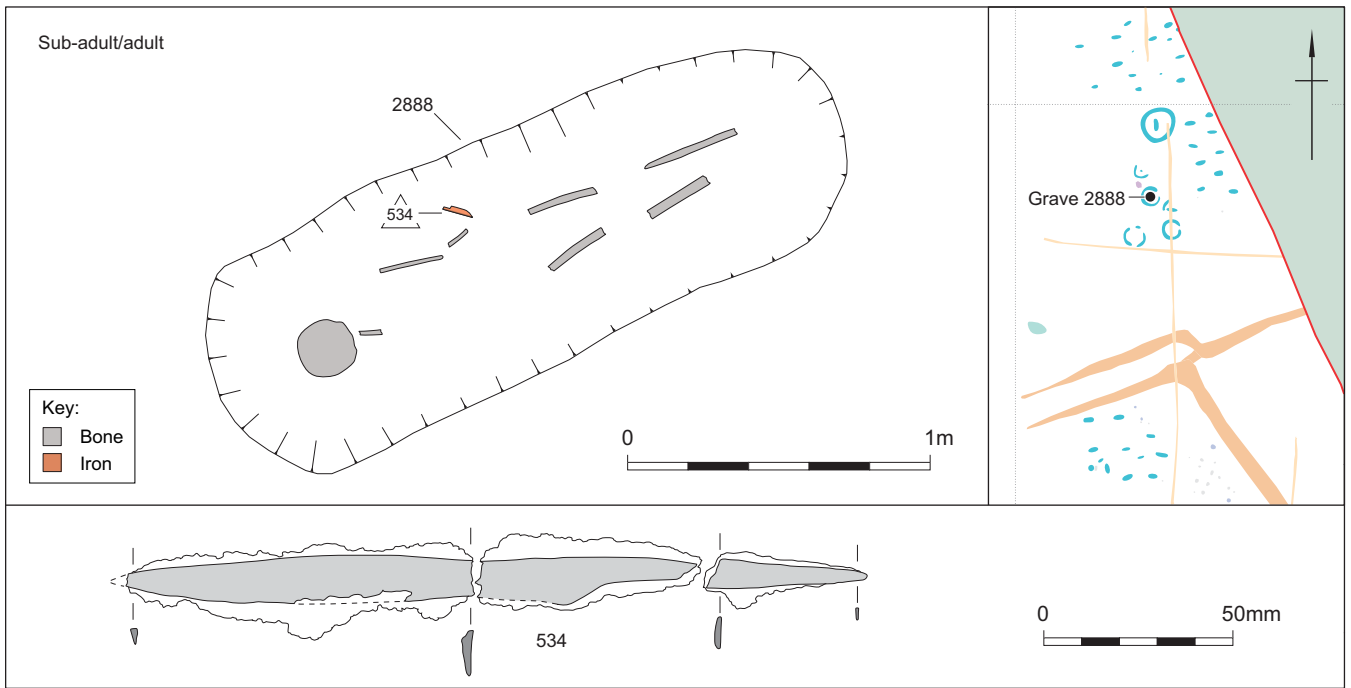 Sub-adult/adult
2888
534
Key:
Bone
Iron
0 1m
Grave 2888
534
0 50mm